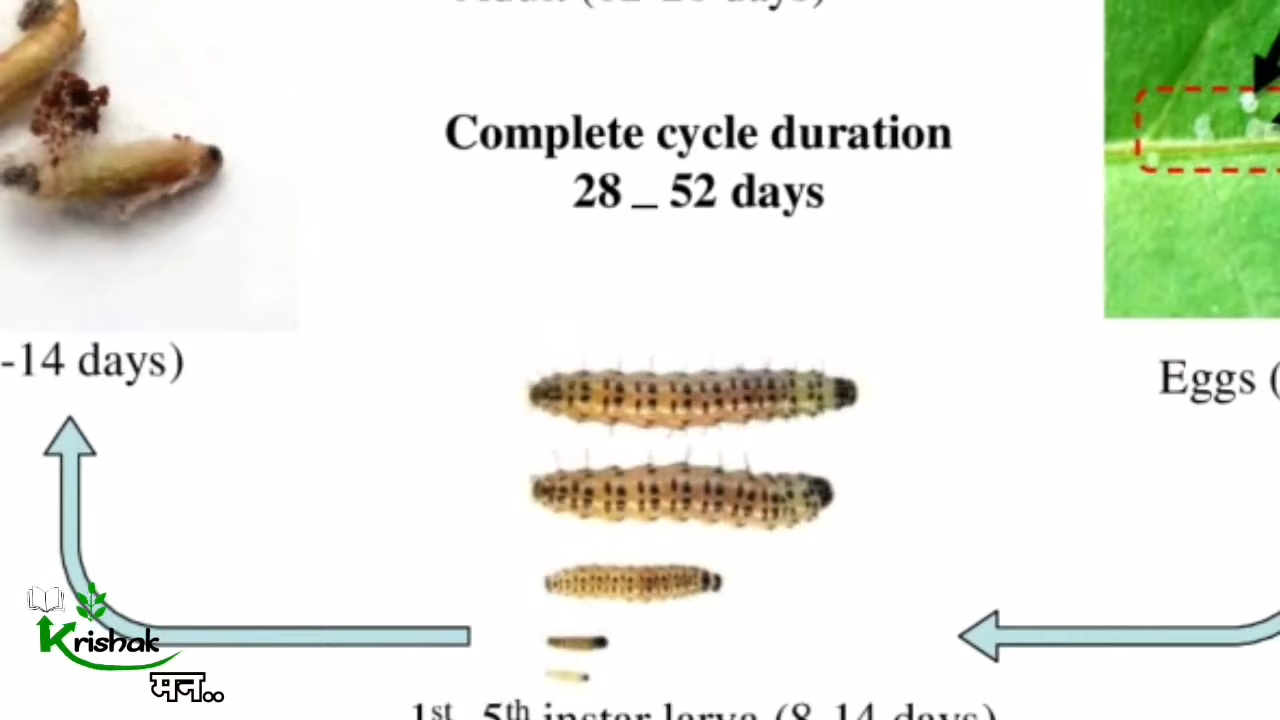 Complete cycle duration
28 _ 52 days
-14 days)
Eggs (
Krishak
मन..
1st 5th instar larva (8-14 days)